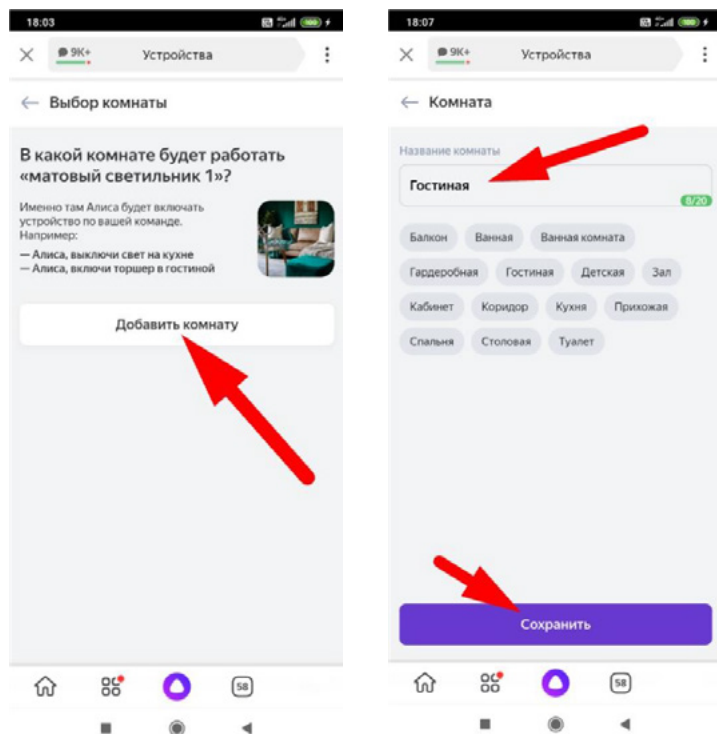 18:03
9K+
Устройства
Выбор комнаты
В какой комнате будет работать
«матовый светильник 1»?
Именно там Алиса будет включать
устройство по вашей команде.
Например:
— Алиса, выключи свет на кухне
— Алиса, включи торшер в гостиной
Добавить комнату
58
18:07
9K+
Устройства
Комната
Название комнаты
Гостиная
8/20
Балкон Ванная Ванная комната
Гардеробная Гостиная Детская Зал
Кабинет Коридор Кухня Прихожая
Спальня Столовая Туалет
Сохранить
58